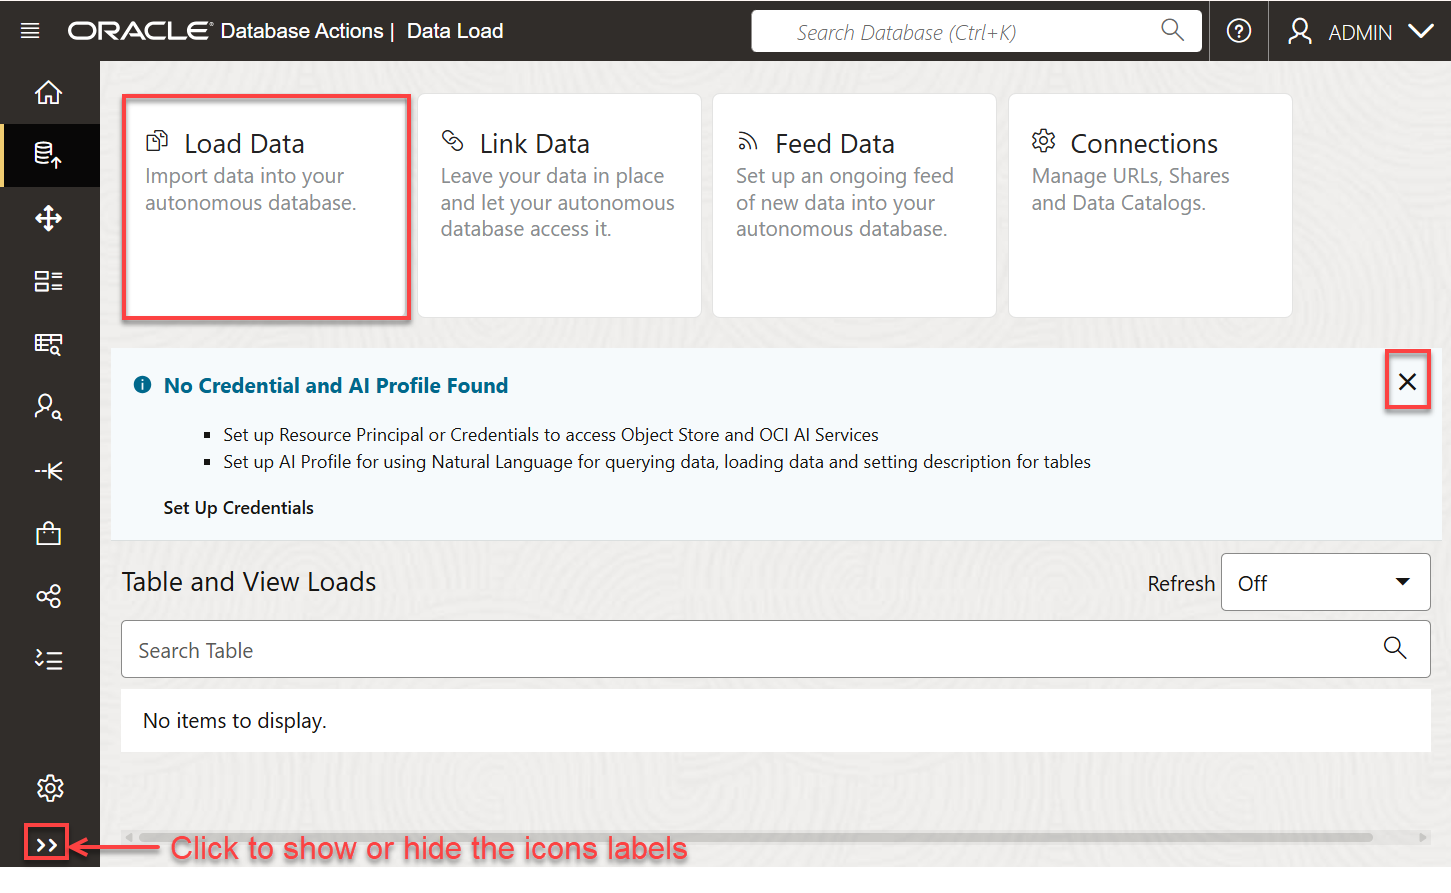 ORACLE Database Actions | Data Load
Search Database (Ctrl+K)
ADMIN
Load Data
Import data into your
autonomous database.
Link Data
Leave your data in place
and let your autonomous
database access it.
Feed Data
Set up an ongoing feed
of new data into your
autonomous database.
Connections
Manage URLs, Shares
and Data Catalogs.
No Credential and AI Profile Found
Set up Resource Principal or Credentials to access Object Store and OCI AI Services
Set up AI Profile for using Natural Language for querying data, loading data and setting description for tables
Set Up Credentials
Table and View Loads
Refresh
Off
Search Table
No items to display.
Click to show or hide the icons labels